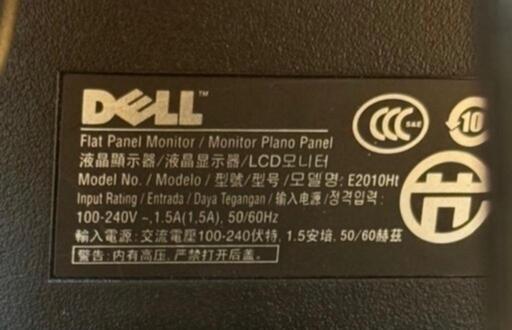 DELL™
Flat Panel Monitor / Monitor Plano Panel
液晶顯示器/液晶显示器/LCD모니터
Model No. / Modelo / 型號/型号 /모델명: E2010Ht
Input Rating / Entrada / Daya Tegangan / 输入电源 /정격입력 :
100-240V ~,1.5A(1.5A), 50/60Hz
輸入電源: 交流電壓100-240伏特, 1.5安培, 50/60赫茲
警告: 内有高压, 严禁打开后盖。
CCC S&E
10